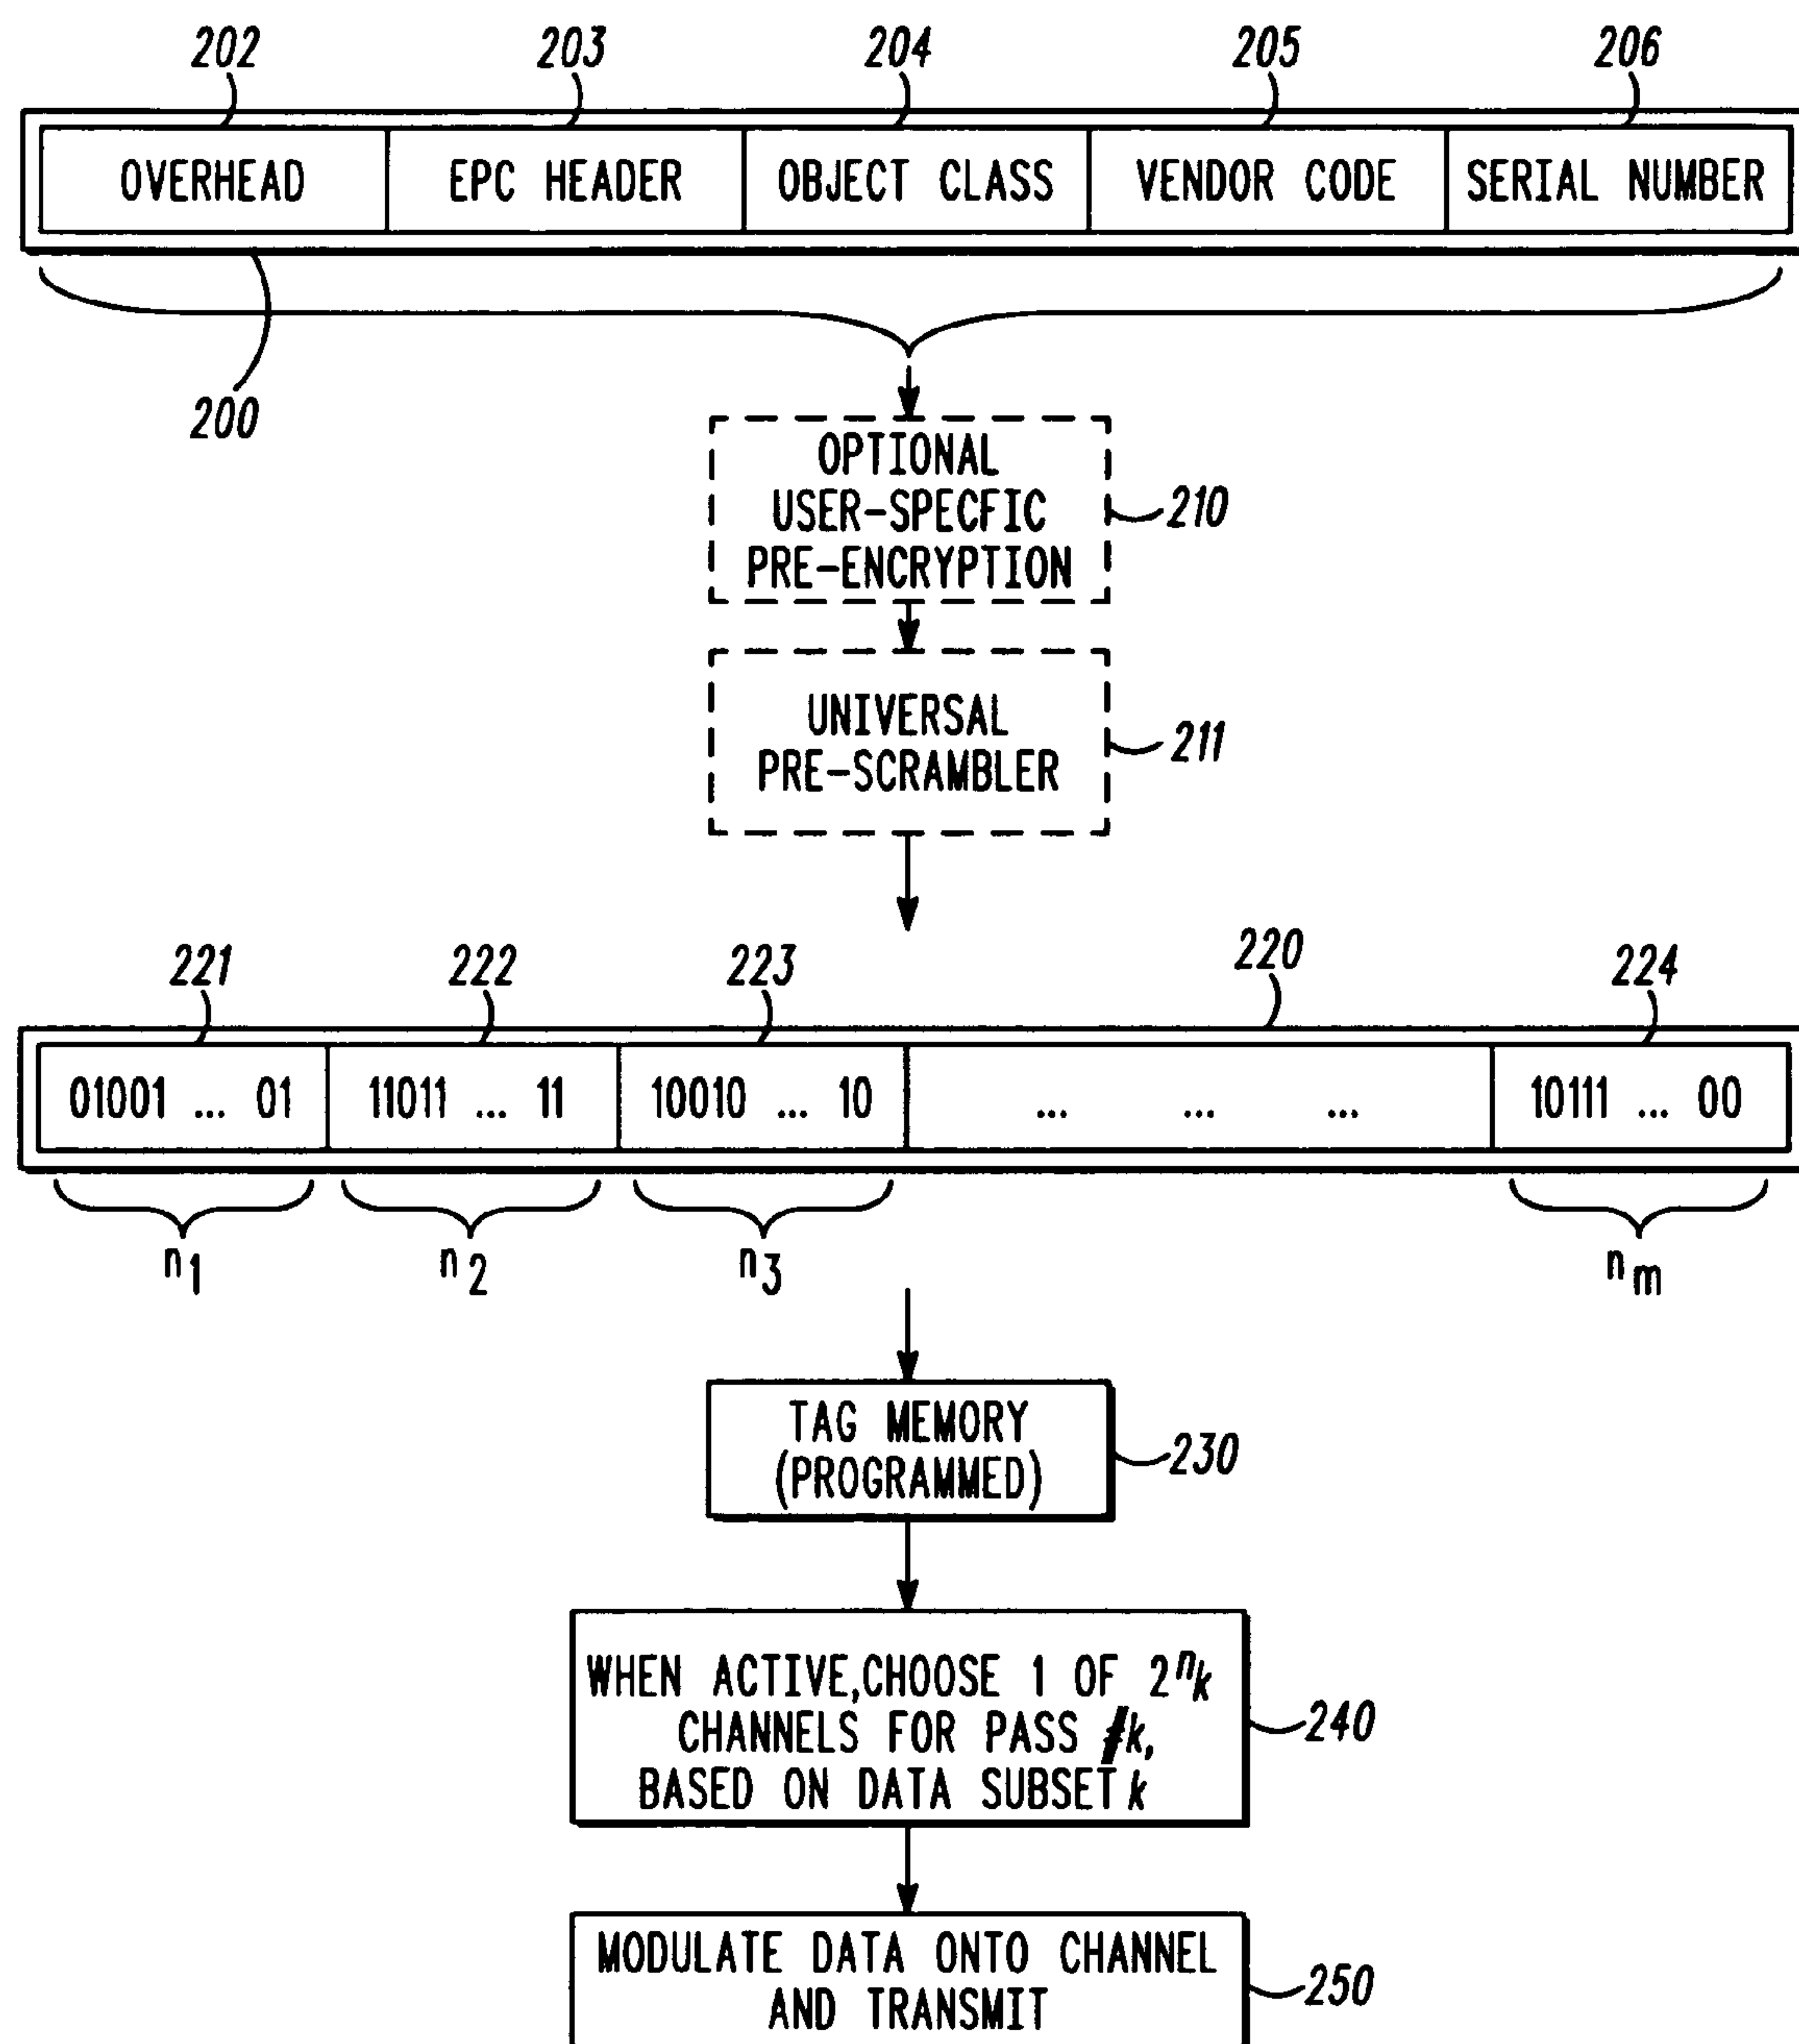 202 203 204 205 206
OVERHEAD EPC HEADER OBJECT CLASS VENDOR CODE SERIAL NUMBER
200
OPTIONAL
USER-SPECFIC
PRE-ENCRYPTION
210
UNIVERSAL
PRE-SCRAMBLER
211
221 222 223 220 224
01001 ... 01 11011 ... 11 10010 ... 10 ... ... ... 10111 ... 00
n1 n2 n3 nm
TAG MEMORY
(PROGRAMMED)
230
WHEN ACTIVE,CHOOSE 1 OF 2^nk
CHANNELS FOR PASS #k,
BASED ON DATA SUBSET k
240
MODULATE DATA ONTO CHANNEL
AND TRANSMIT
250